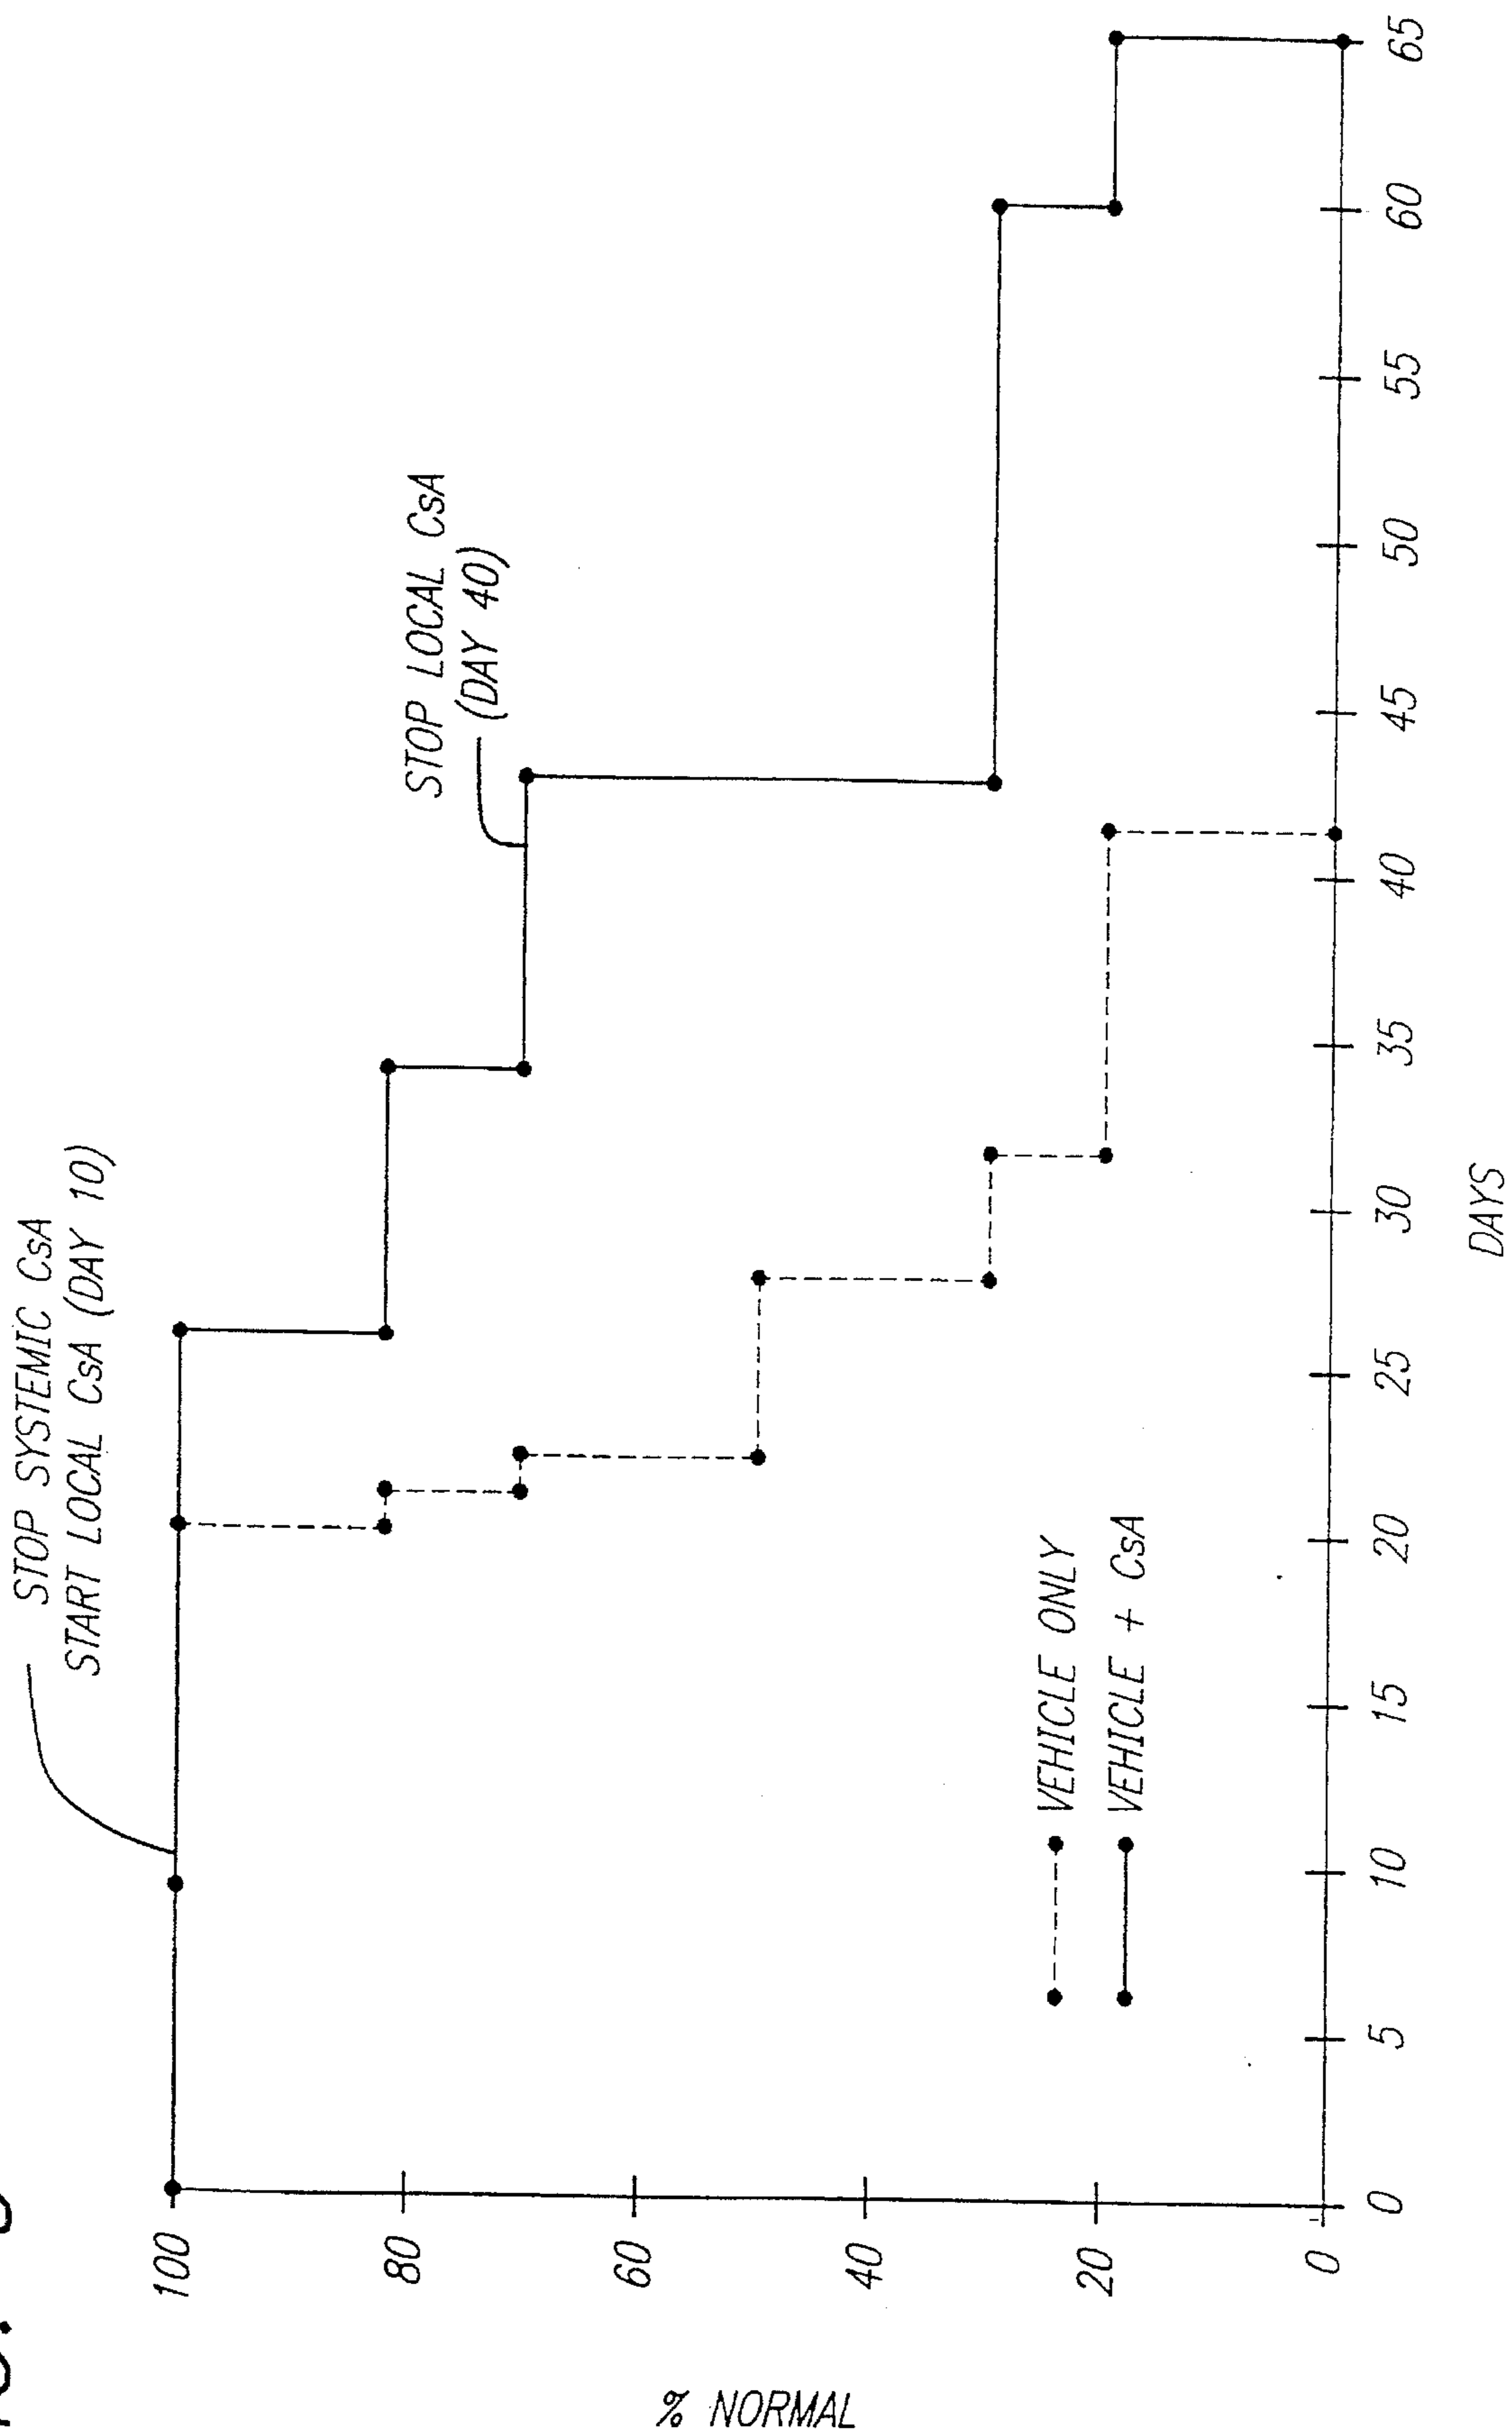 STOP SYSTEMIC CsA
START LOCAL CsA (DAY 10)
STOP LOCAL CsA
(DAY 40)
% NORMAL
100
80
60
40
20
0
VEHICLE ONLY
VEHICLE + CsA
0 5 10 15 20 25 30 35 40 45 50 55 60 65
DAYS